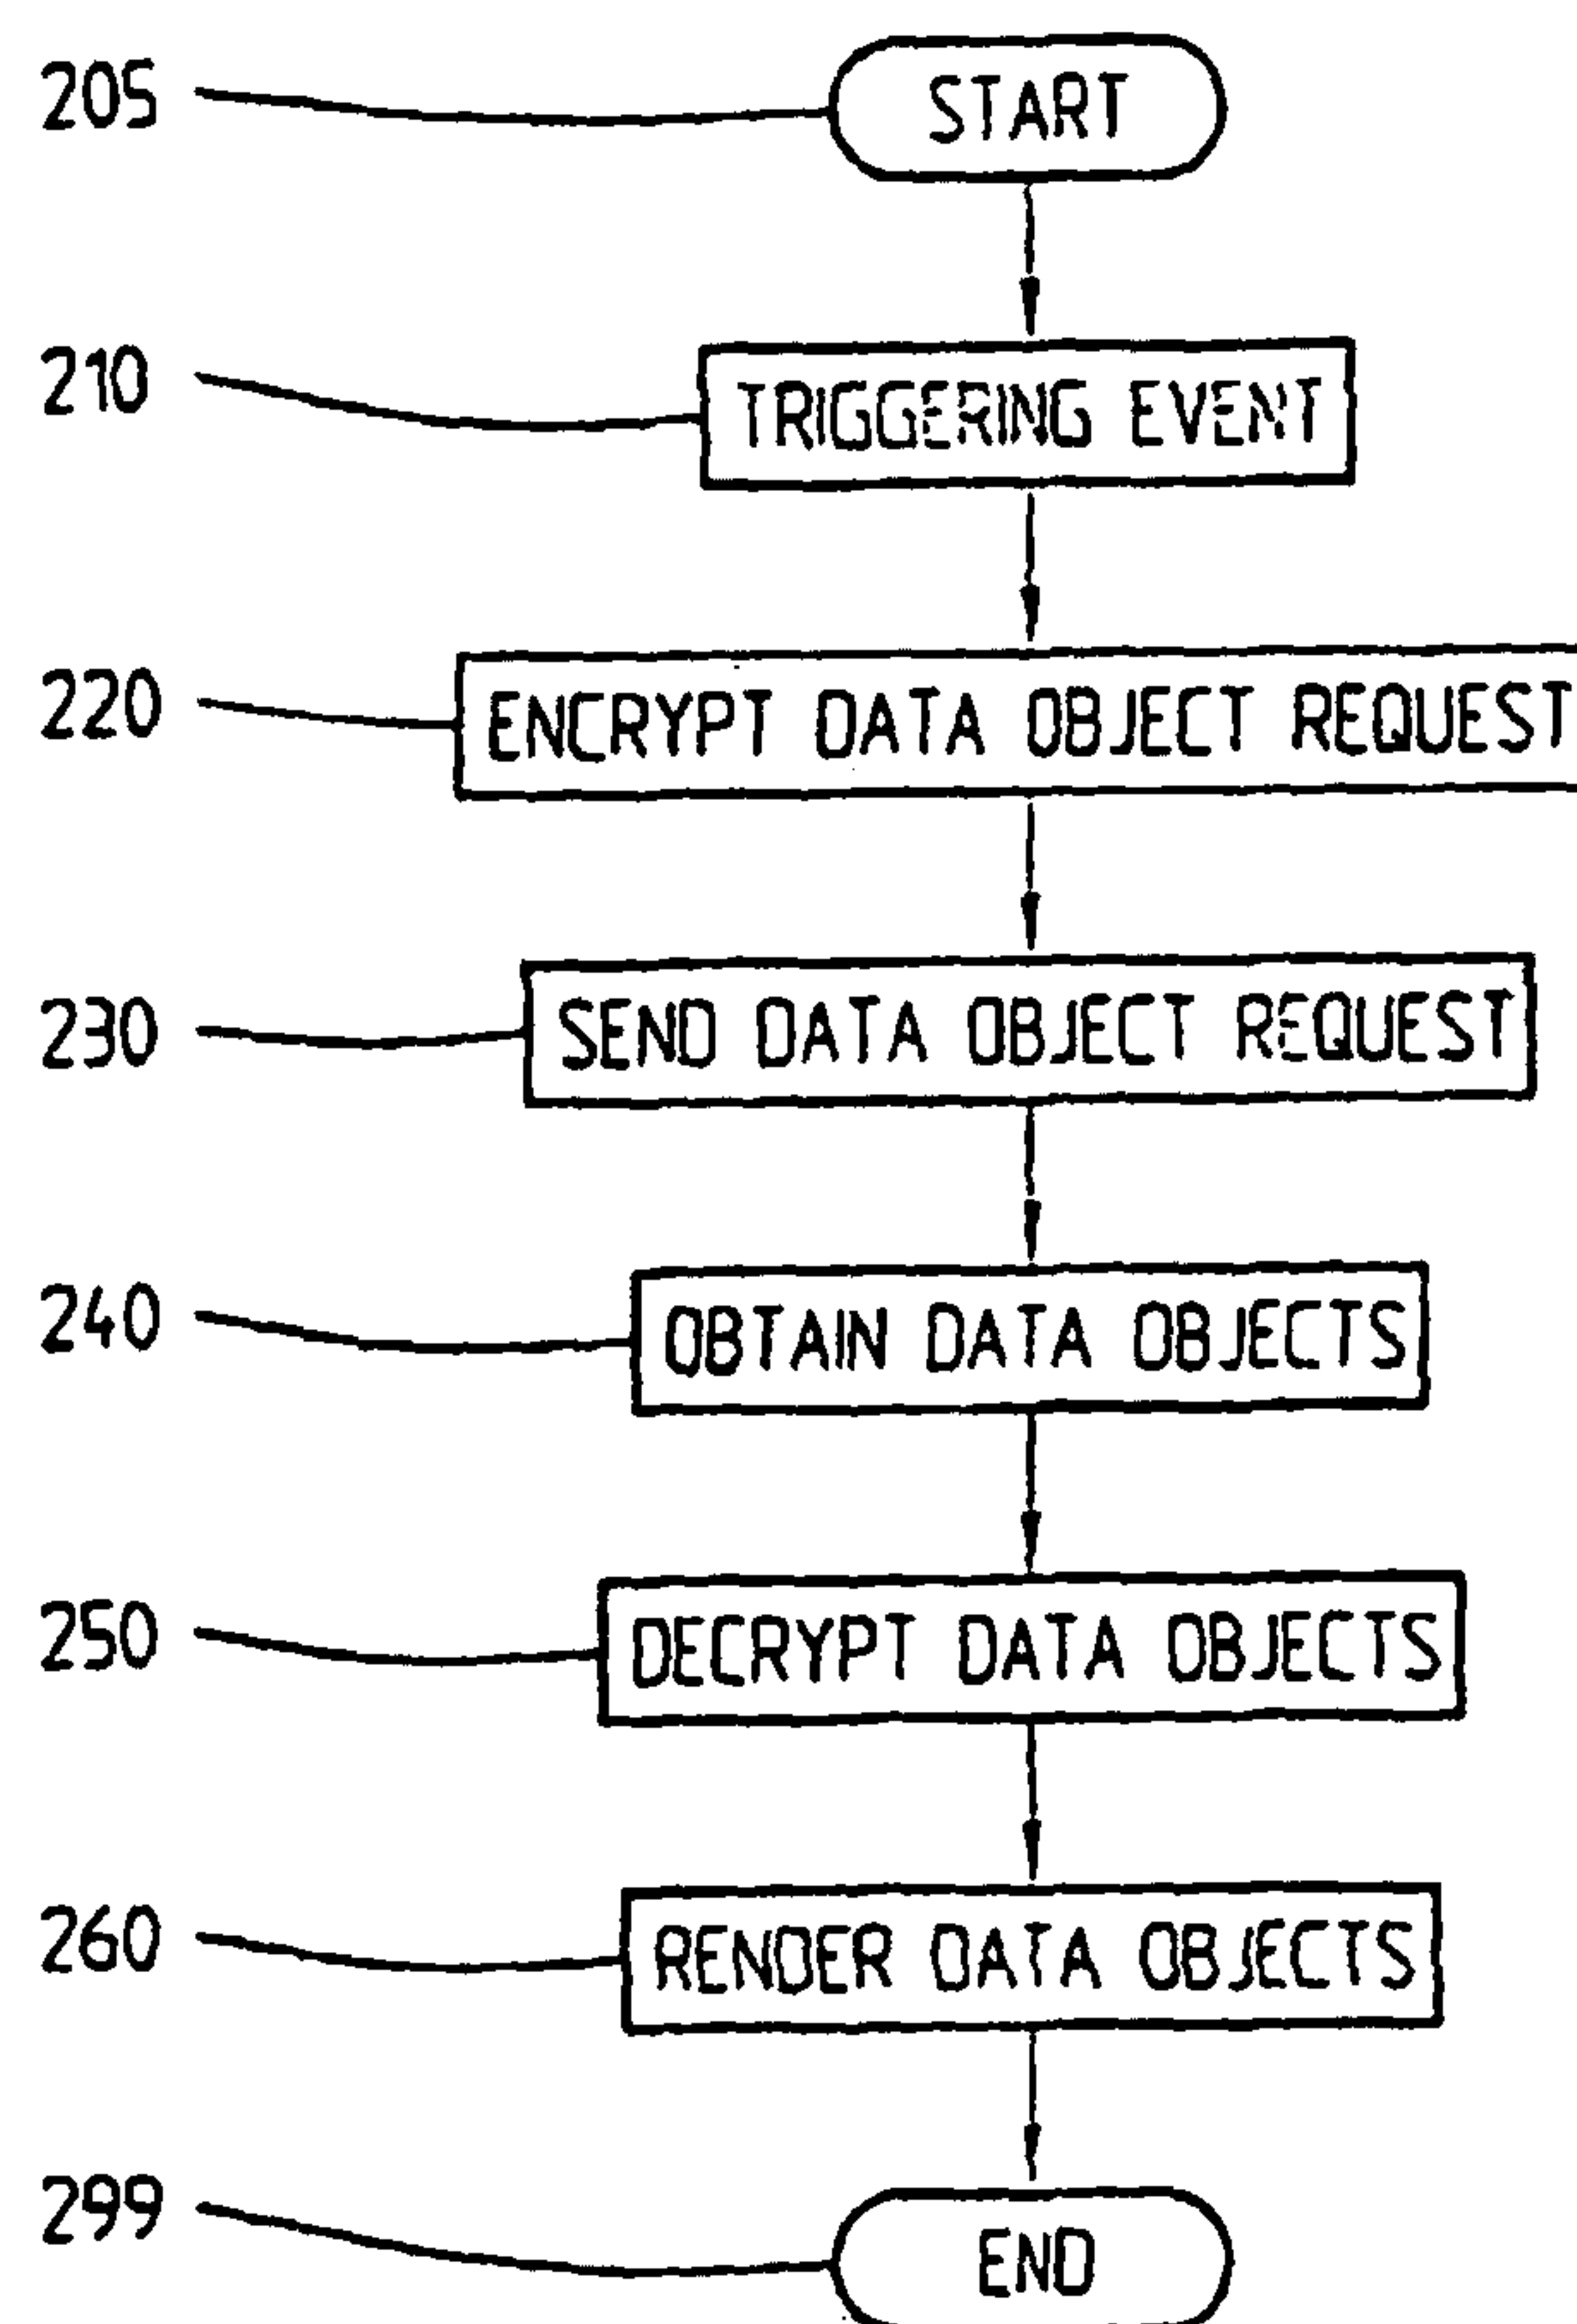 205 START
210 TRIGGERING EVENT
220 ENCRYPT DATA OBJECT REQUEST
230 SEND DATA OBJECT REQUEST
240 OBTAIN DATA OBJECTS
250 DECRYPT DATA OBJECTS
260 RENDER DATA OBJECTS
299 END